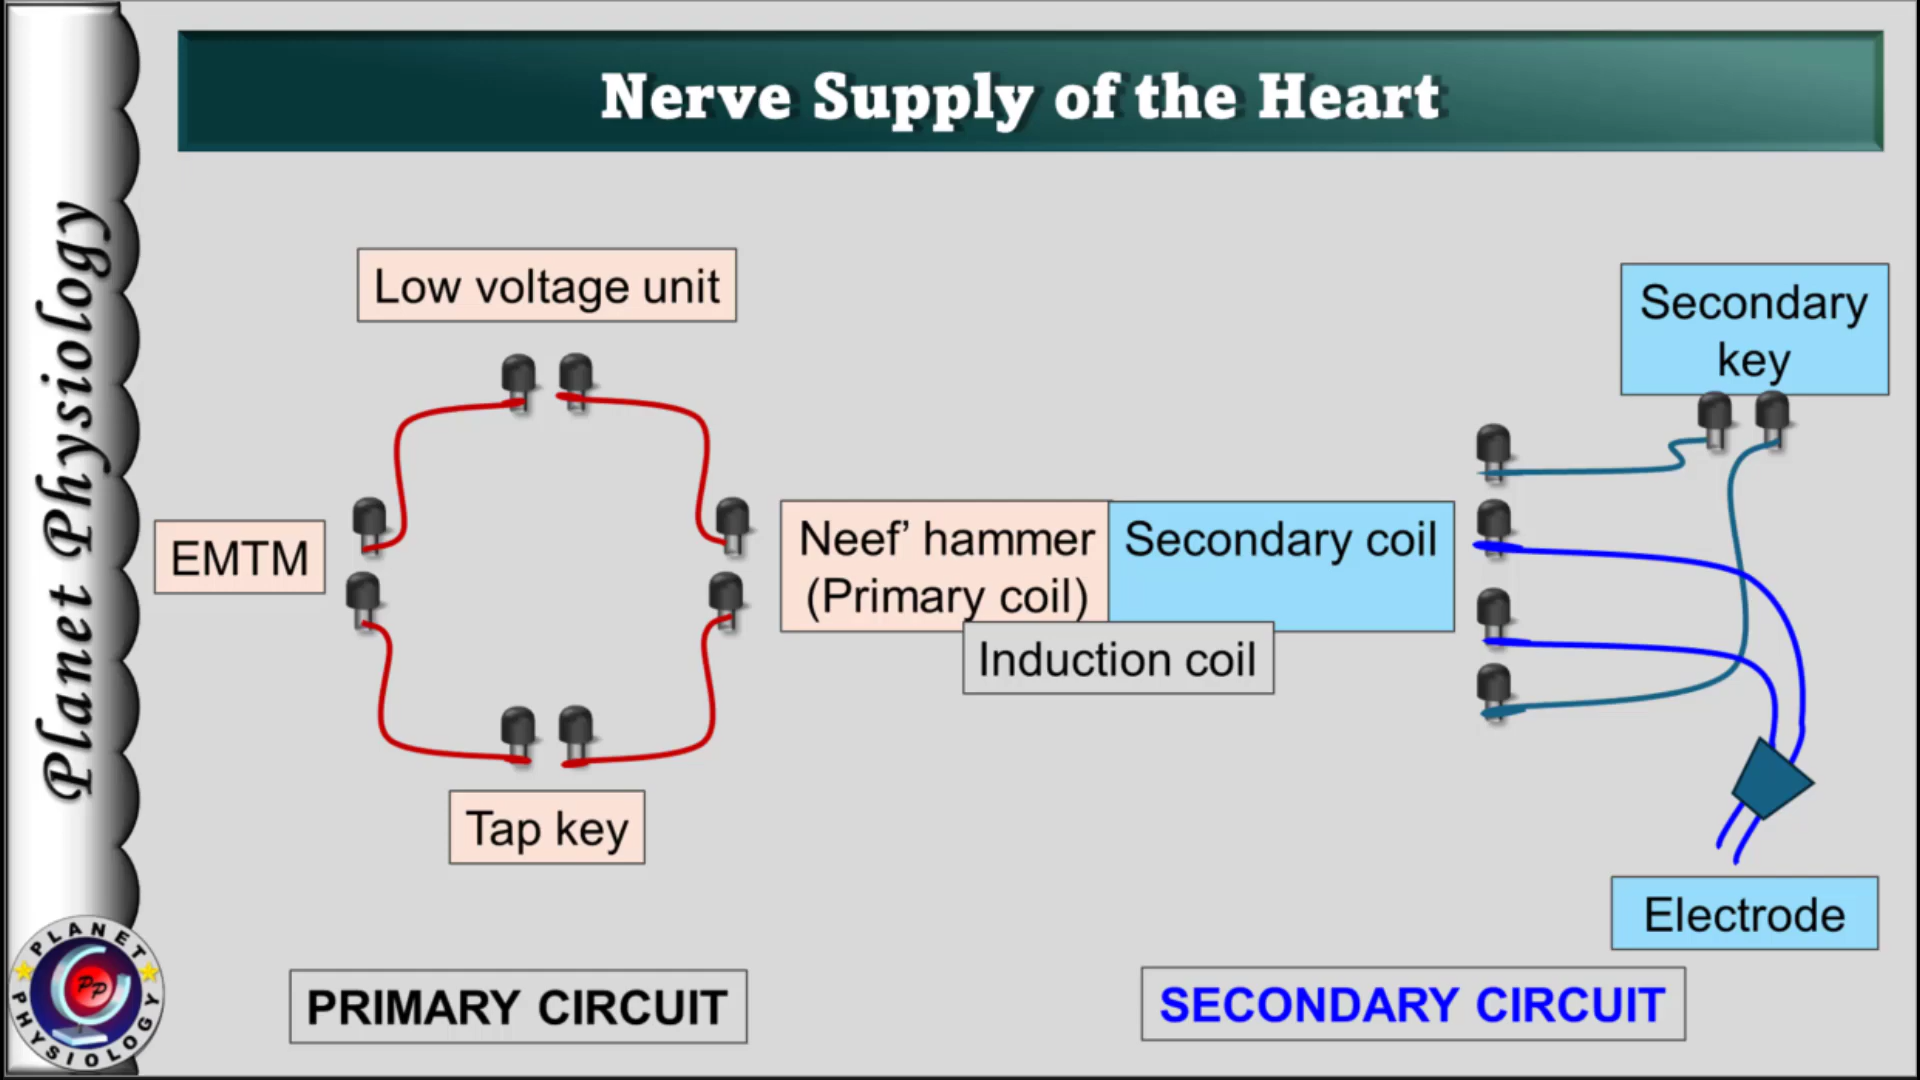 Nerve Supply of the Heart
Planet Physiology
Low voltage unit
Secondary
key
EMTM
Neef’ hammer
(Primary coil)
Secondary coil
Induction coil
Tap key
Electrode
PRIMARY CIRCUIT
SECONDARY CIRCUIT
PLANET
PP
PHYSIOLOGY